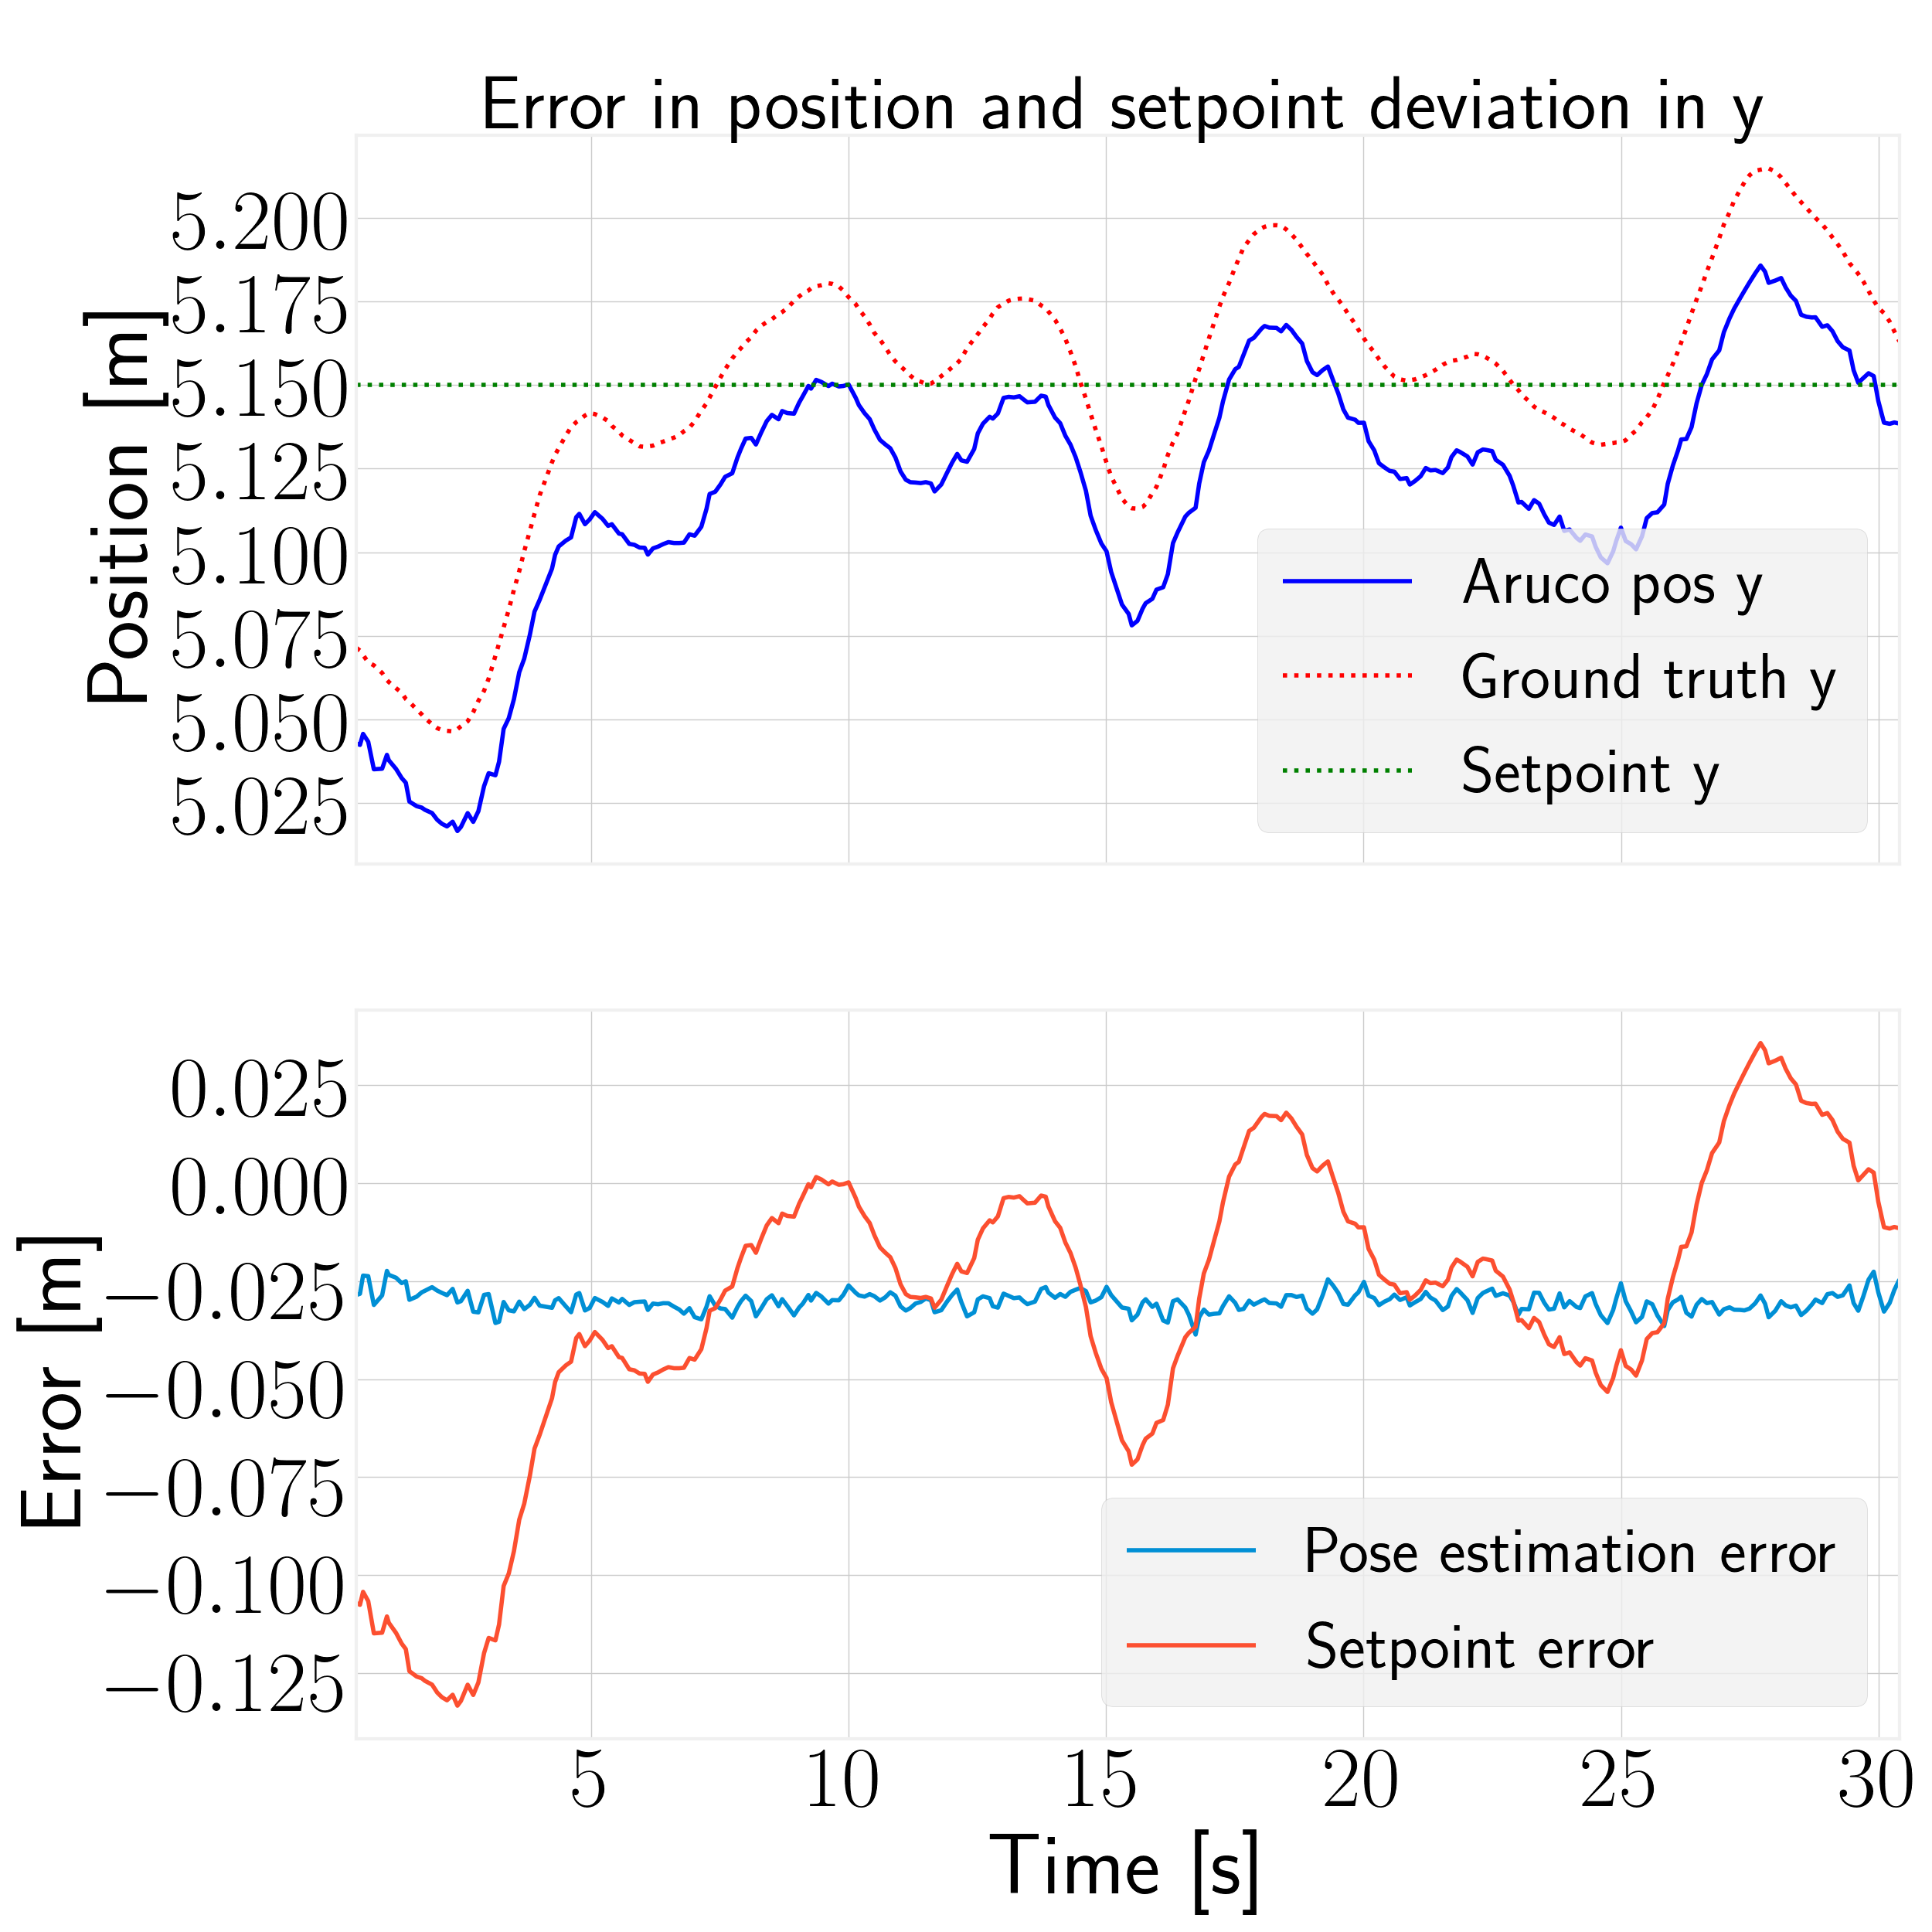 Error in position and setpoint deviation in y
Position [m]
5.200
5.175
5.150
5.125
5.100
5.075
5.050
5.025
Aruco pos y
Ground truth y
Setpoint y
Error [m]
0.025
0.000
−0.025
−0.050
−0.075
−0.100
−0.125
Pose estimation error
Setpoint error
5 10 15 20 25 30
Time [s]